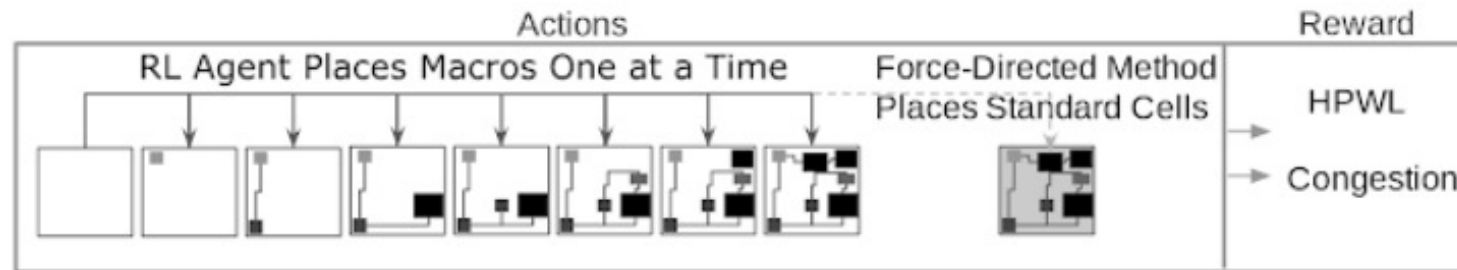 Actions
Reward
RL Agent Places Macros One at a Time
Force-Directed Method
Places Standard Cells
HPWL
Congestion